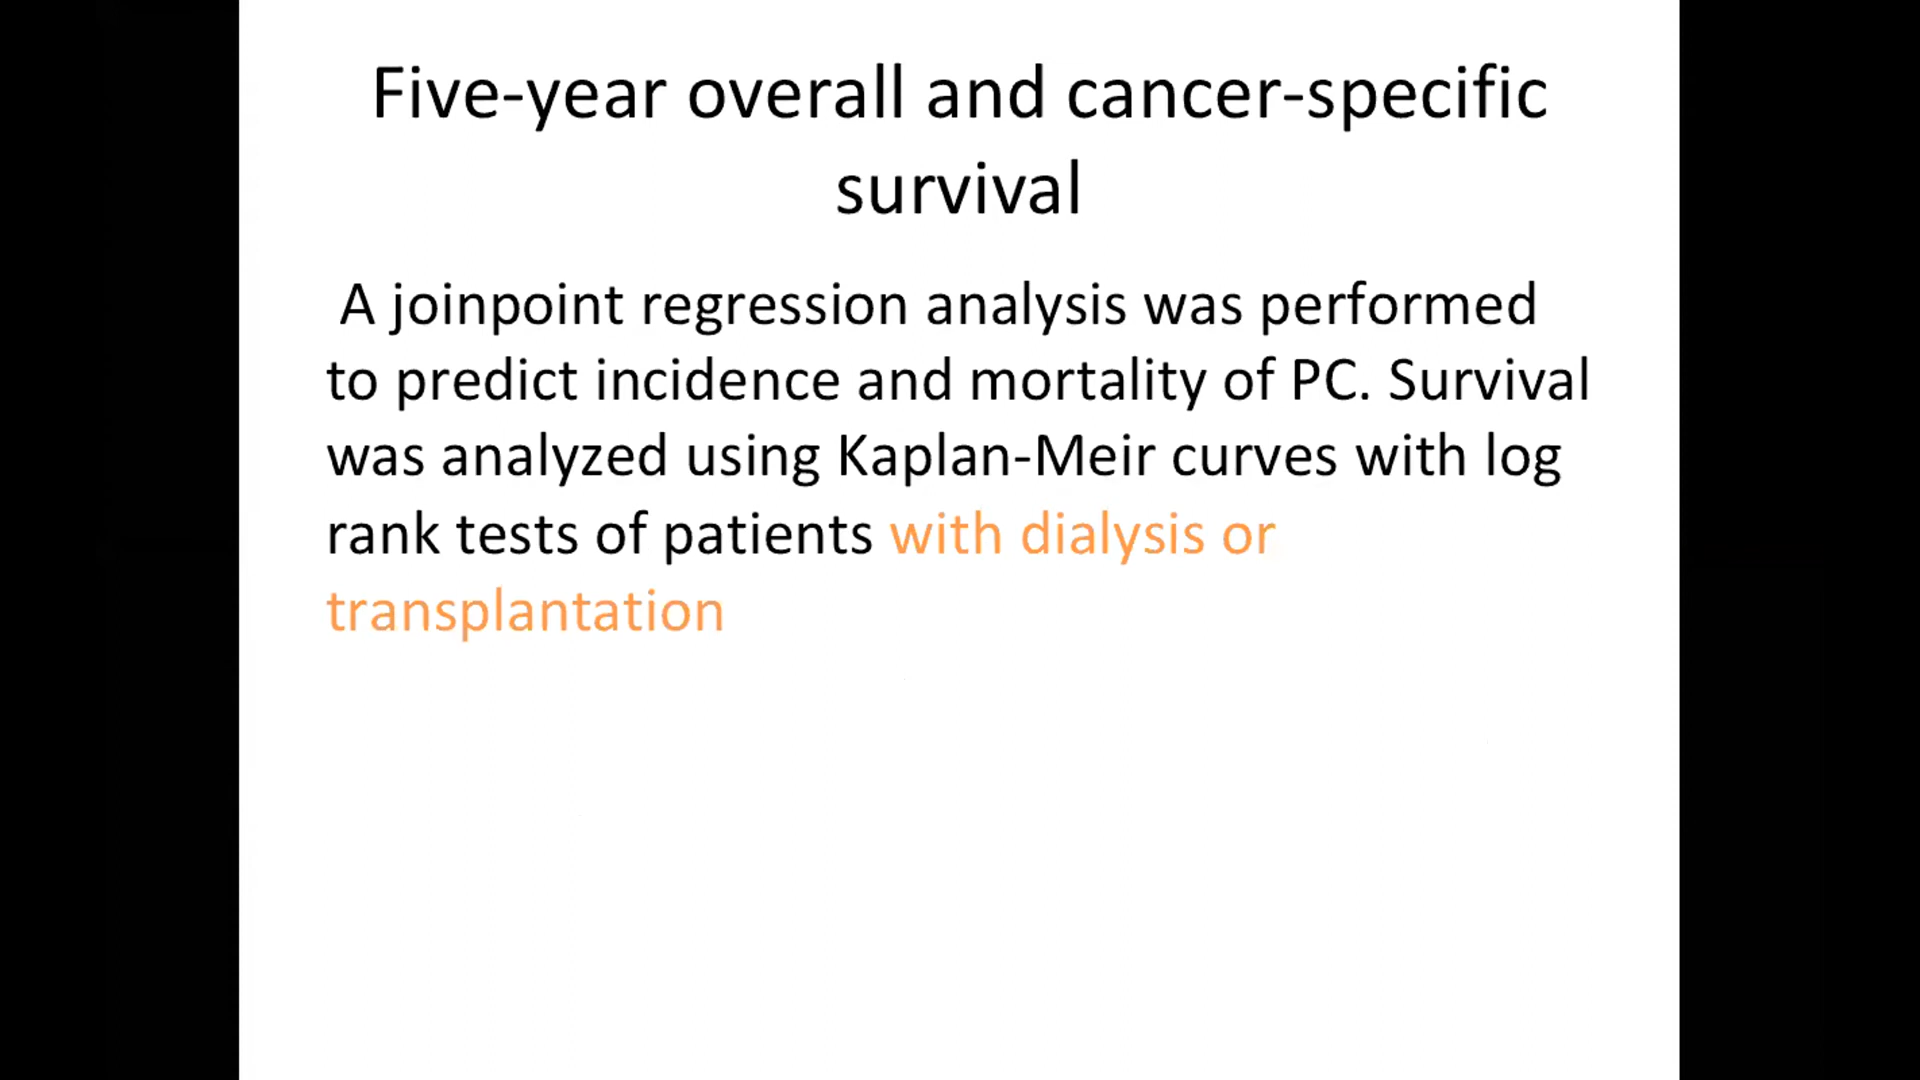 Five-year overall and cancer-specific
survival
A joinpoint regression analysis was performed
to predict incidence and mortality of PC. Survival
was analyzed using Kaplan-Meir curves with log
rank tests of patients with dialysis or
transplantation